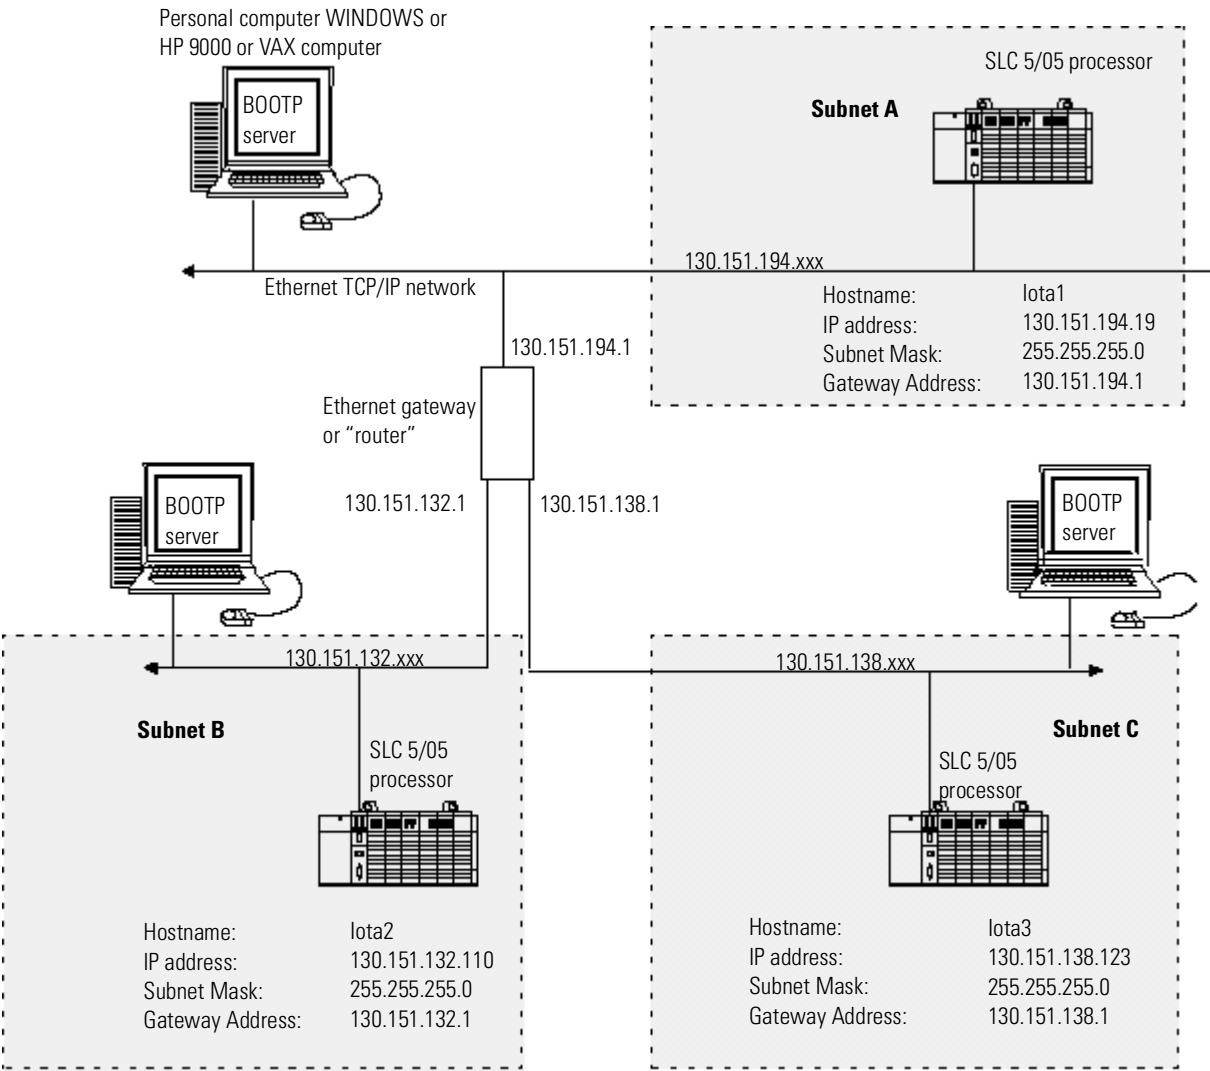 Personal computer WINDOWS or
HP 9000 or VAX computer
BOOTP
server
SLC 5/05 processor
Subnet A
130.151.194.xxx
Ethernet TCP/IP network
Hostname: Iota1
IP address: 130.151.194.19
Subnet Mask: 255.255.255.0
Gateway Address: 130.151.194.1
130.151.194.1
Ethernet gateway
or “router”
130.151.132.1
130.151.138.1
BOOTP
server
BOOTP
server
130.151.132.xxx
Subnet B
SLC 5/05
processor
Hostname: Iota2
IP address: 130.151.132.110
Subnet Mask: 255.255.255.0
Gateway Address: 130.151.132.1
130.151.138.xxx
Subnet C
SLC 5/05
processor
Hostname: Iota3
IP address: 130.151.138.123
Subnet Mask: 255.255.255.0
Gateway Address: 130.151.138.1